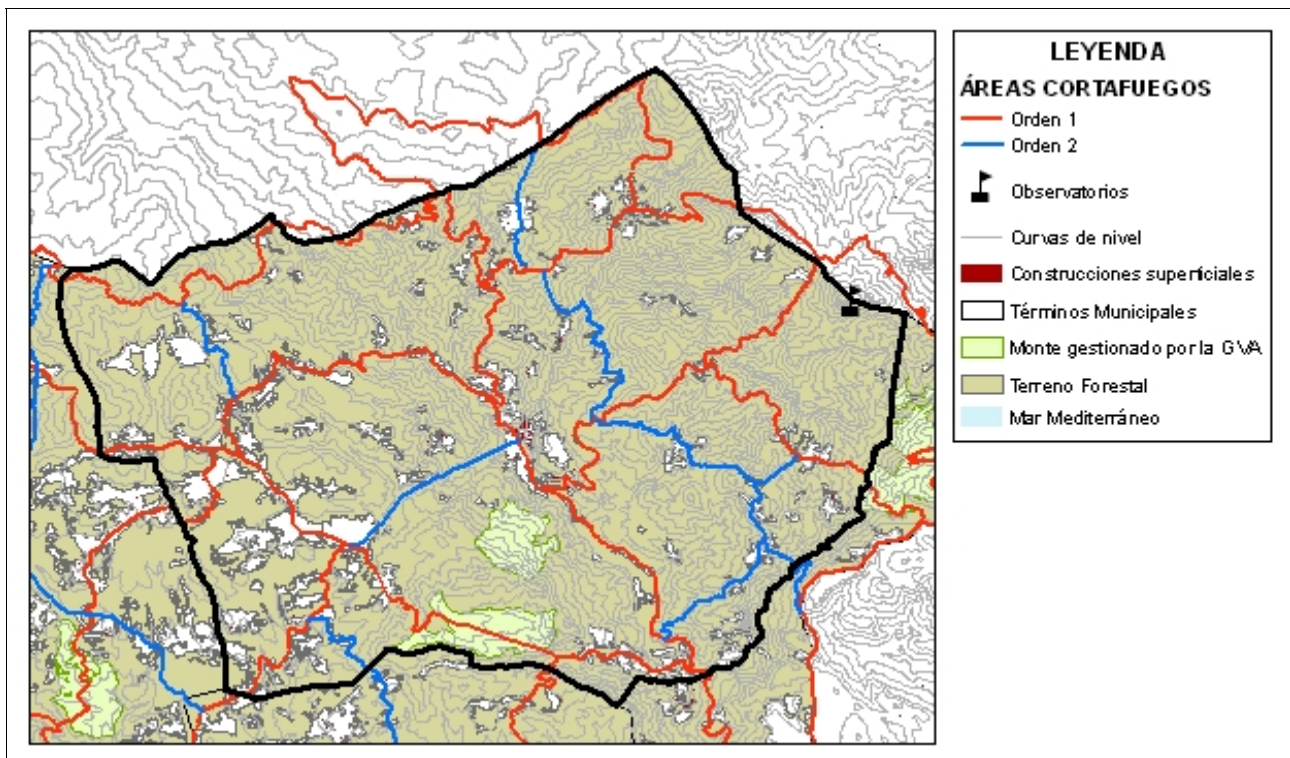 LEYENDA
ÁREAS CORTAFUEGOS
Orden 1
Orden 2
Observatorios
Curvas de nivel
Construcciones superficiales
Términos Municipales
Monte gestionado por la GVA
Terreno Forestal
Mar Mediterráneo